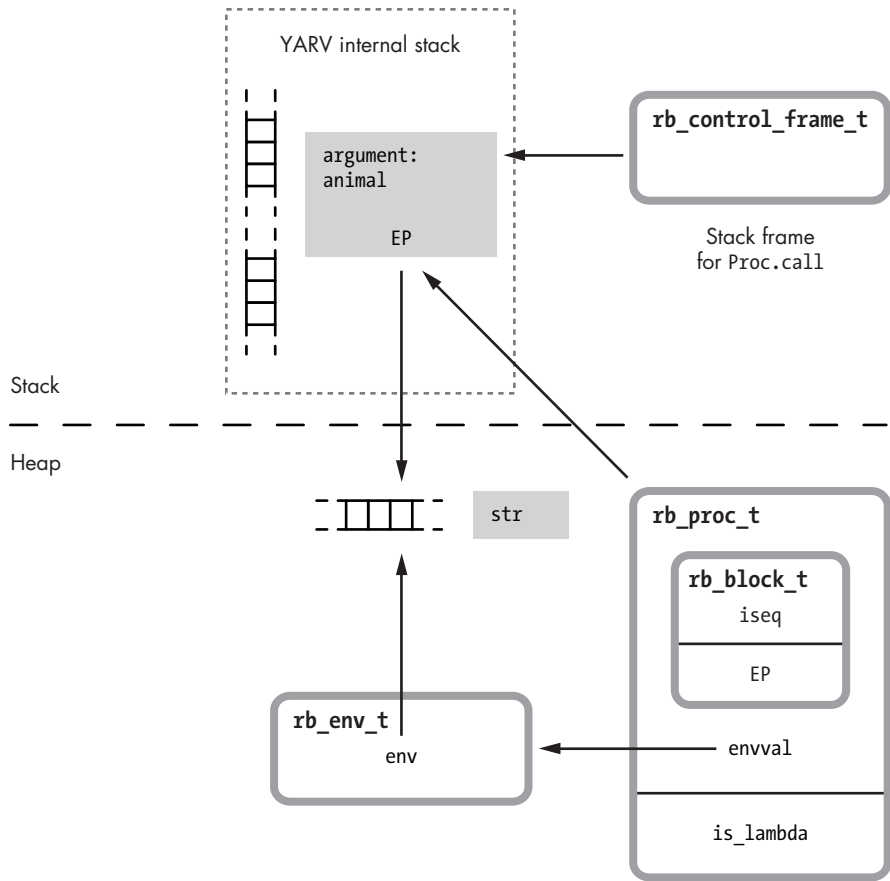 YARV internal stack
rb_control_frame_t
argument:
animal
EP
Stack frame
for Proc.call
Stack
Heap
str
rb_proc_t
rb_block_t
iseq
EP
rb_env_t
env
envval
is_lambda